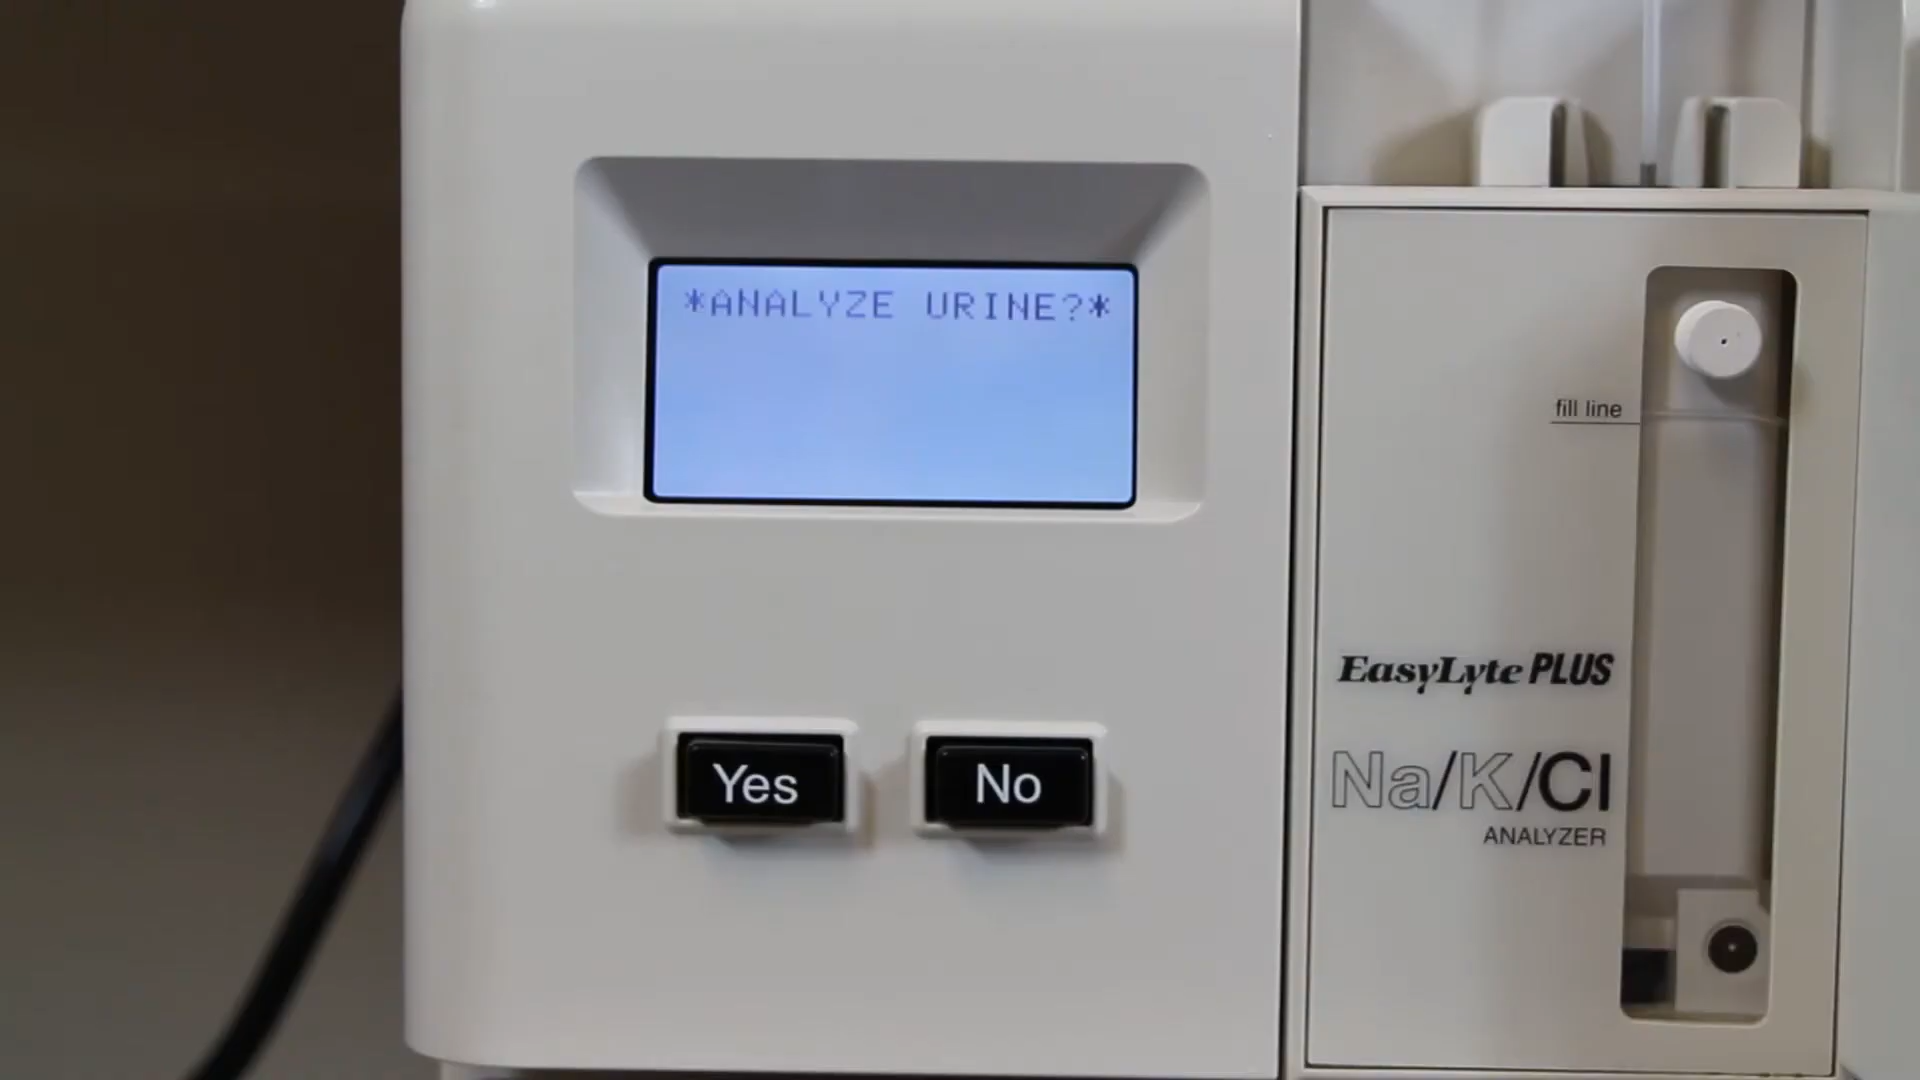 *ANALYZE URINE?*
Yes
No
fill line
EasyLyte PLUS
Na/K/Cl
ANALYZER